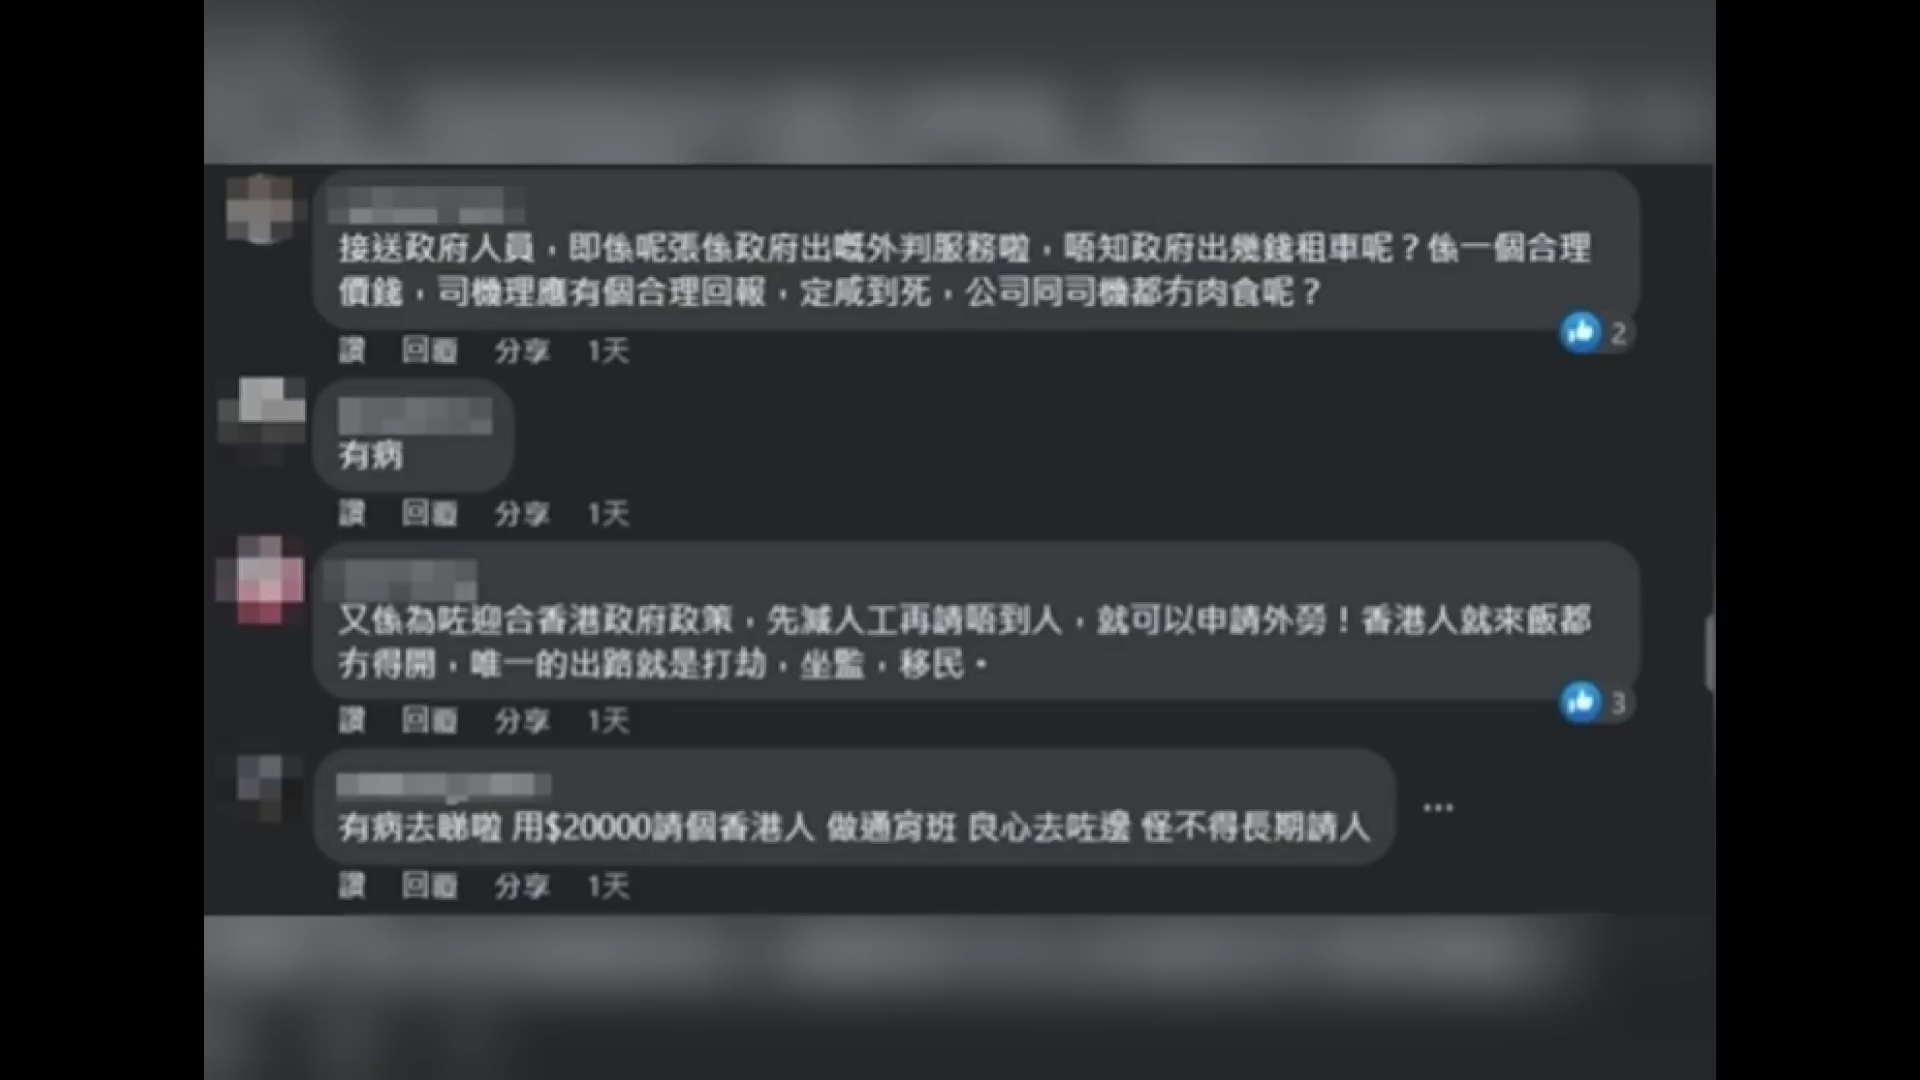 接送政府人員，即係呢張係政府出嘅外判服務啦，唔知政府出幾錢租車呢？係一個合理
價錢，司機理應有個合理回報，定咸到死，公司同司機都冇肉食呢？
2
讚 回覆 分享 1天
有病
讚 回覆 分享 1天
又係為咗迎合香港政府政策，先減人工再請唔到人，就可以申請外勞！香港人就來飯都
冇得開，唯一的出路就是打劫，坐監，移民。
3
讚 回覆 分享 1天
有病去睇啦 用$20000請個香港人 做通宵班 良心去咗邊 怪不得長期請人
讚 回覆 分享 1天